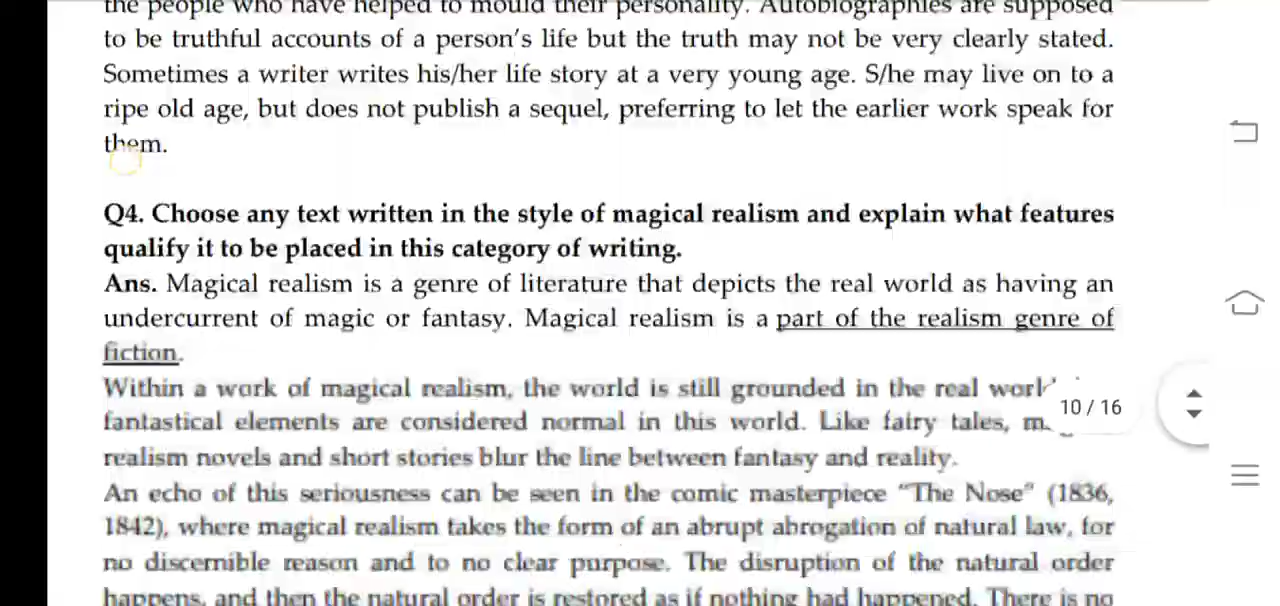 the people who have helped to mould their personality. Autobiographies are supposed
to be truthful accounts of a person's life but the truth may not be very clearly stated.
Sometimes a writer writes his/her life story at a very young age. S/he may live on to a
ripe old age, but does not publish a sequel, preferring to let the earlier work speak for
them.
Q4. Choose any text written in the style of magical realism and explain what features
qualify it to be placed in this category of writing.
Ans. Magical realism is a genre of literature that depicts the real world as having an
undercurrent of magic or fantasy. Magical realism is a part of the realism genre of
fiction.
Within a work of magical realism, the world is still grounded in the real
fantastical elements are considered normal in this world. Like fairy tales,
realism novels and short stories blur the line between fantasy and reality.
10 / 16
An echo of this seriousness can be seen in the comic masterpiece "The Nose" (1836,
1842), where magical realism takes the form of an abrupt abrogation of natural law, for
no discernible reason and to no clear purpose. The disruption of the natural order
happens, and then the natural order is restored as if nothing had happened. There is no